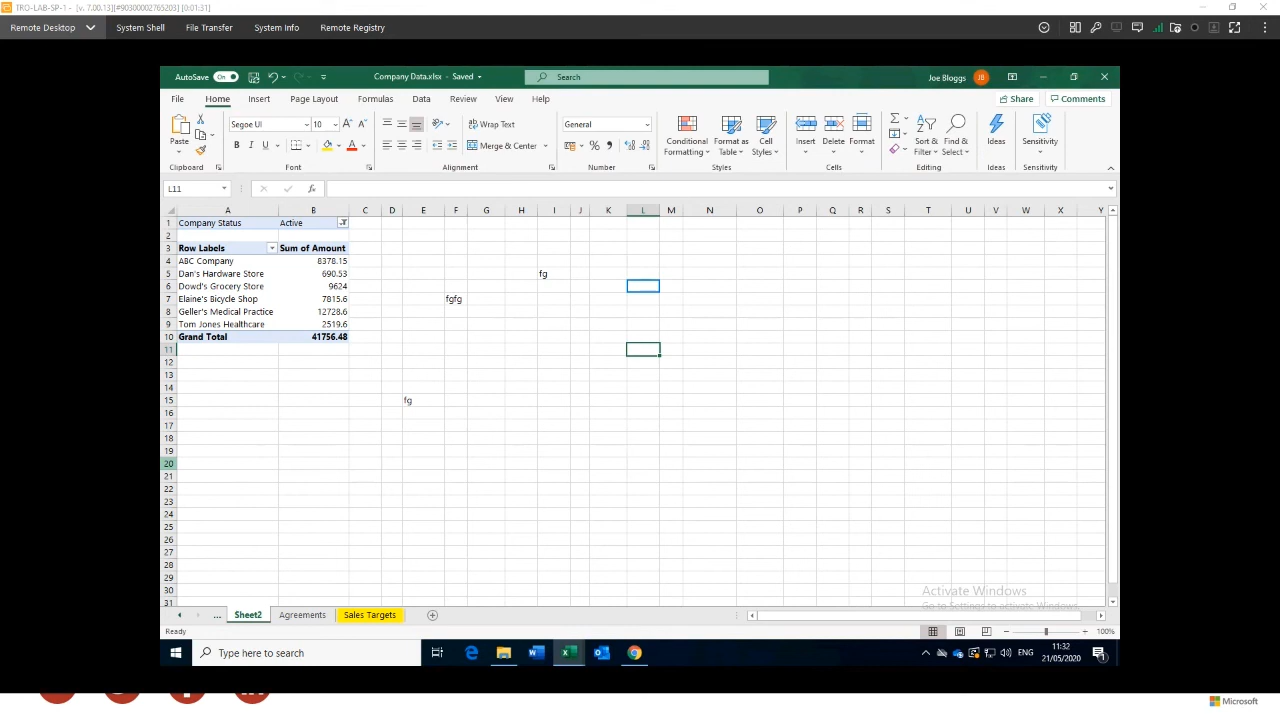 TRO-LAB-SP-1 - [v. 7.00.13][#90300002765203] [0:01:31]
Remote Desktop System Shell File Transfer System Info Remote Registry
AutoSave On Company Data.xlsx - Saved Search Joe Bloggs JB
File Home Insert Page Layout Formulas Data Review View Help Share Comments
Segoe UI 10 Wrap Text General
Paste B I U Merge & Center Conditional Formatting Format as Table Cell Styles Insert Delete Format Sort & Filter Find & Select Ideas Sensitivity
Clipboard Font Alignment Number Styles Cells Editing Ideas Sensitivity
L11 fx
A B C D E F G H I J K L M N O P Q R S T U V W X Y
1 Company Status Active
2
3 Row Labels Sum of Amount
4 ABC Company 8378.15
5 Dan's Hardware Store 690.53 fg
6 Dowd's Grocery Store 9624
7 Elaine's Bicycle Shop 7815.6 fgfg
8 Geller's Medical Practice 12728.6
9 Tom Jones Healthcare 2519.6
10 Grand Total 41756.48
11
12
13
14
15 fg
16
17
18
19
20
21
22
23
24
25
26
27
28
29
30
31
Activate Windows
Go to Settings to activate Windows.
... Sheet2 Agreements Sales Targets
Ready 100%
Type here to search ENG 11:32
21/05/2020
Microsoft